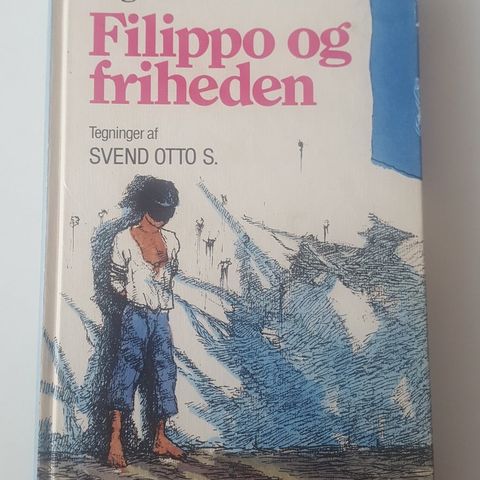 Filippo og
friheden
Tegninger af
SVEND OTTO S.